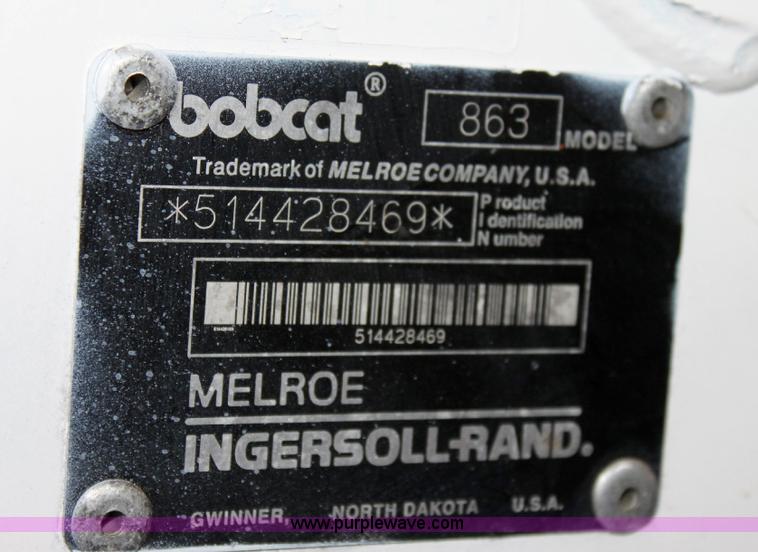 bobcat® 863 MODEL
Trademark of MELROE COMPANY, U.S.A.
*514428469* Product
Identification
Number
514428469
MELROE
INGERSOLL-RAND.
GWINNER, NORTH DAKOTA U.S.A.
www.purplewave.com